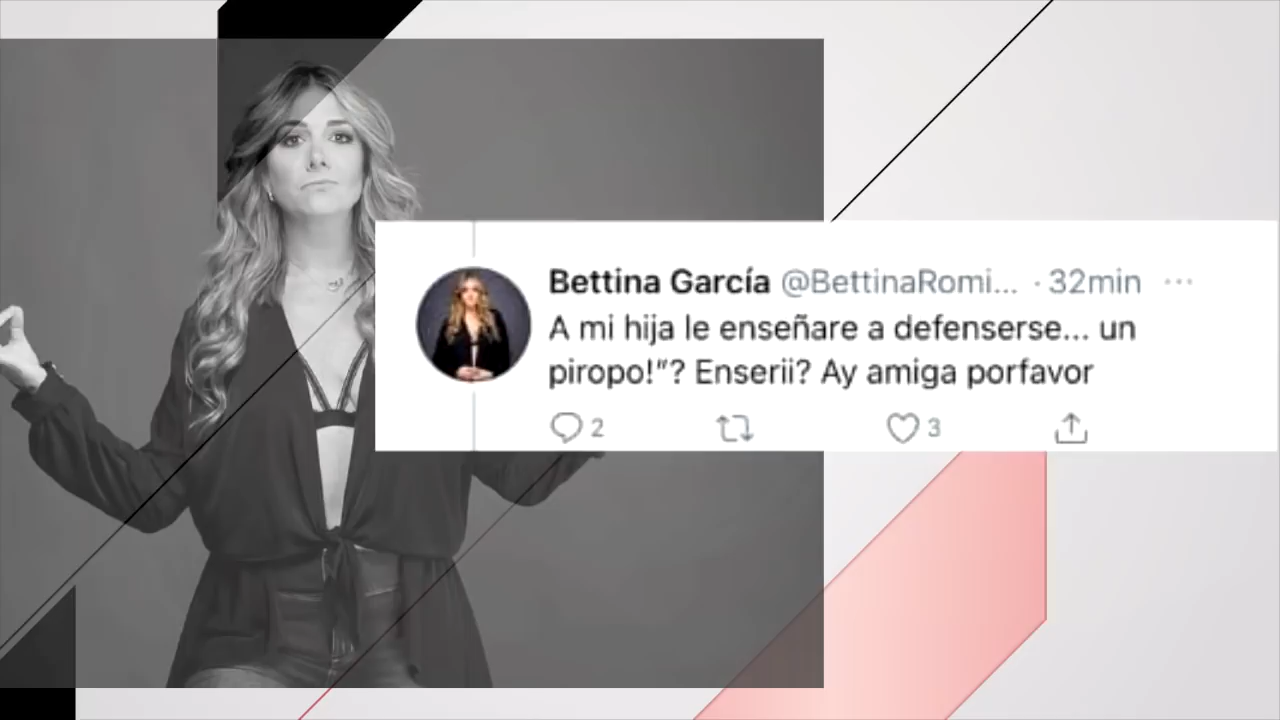 Bettina García @BettinaRomi... · 32min ...
A mi hija le enseñare a defenserse... un
piropo!"? Enserii? Ay amiga porfavor
2 3